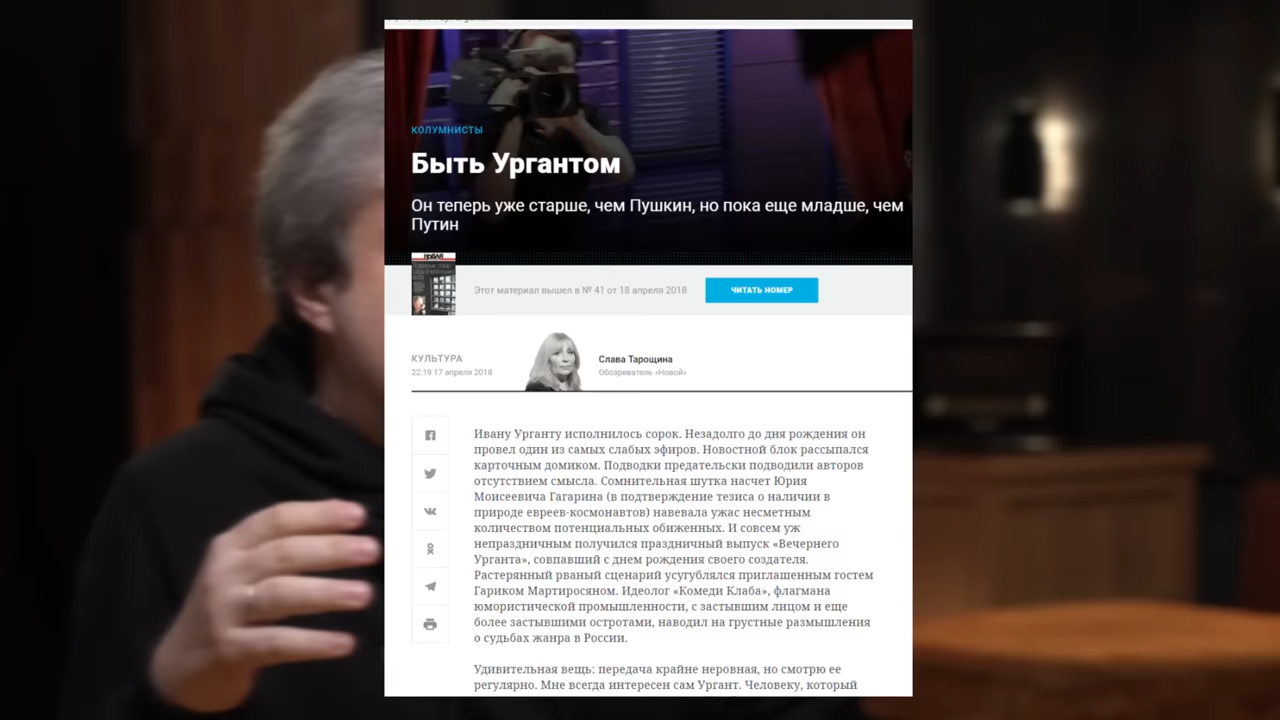 КОЛУМНИСТЫ
Быть Ургантом
Он теперь уже старше, чем Пушкин, но пока еще младше, чем
Путин
НОВАЯ
Этот материал вышел в № 41 от 18 апреля 2018
ЧИТАТЬ НОМЕР
КУЛЬТУРА
22:19 17 апреля 2018
Слава Тарощина
Обозреватель «Новой»
Ивану Урганту исполнилось сорок. Незадолго до дня рождения он
провел один из самых слабых эфиров. Новостной блок рассыпался
карточным домиком. Подводки предательски подводили авторов
отсутствием смысла. Сомнительная шутка насчет Юрия
Моисеевича Гагарина (в подтверждение тезиса о наличии в
природе евреев-космонавтов) навевала ужас несметным
количеством потенциальных обиженных. И совсем уж
непраздничным получился праздничный выпуск «Вечернего
Урганта», совпавший с днем рождения своего создателя.
Растерянный рваный сценарий усугублялся приглашенным гостем
Гариком Мартиросяном. Идеолог «Комеди Клаба», флагмана
юмористической промышленности, с застывшим лицом и еще
более застывшими остротами, наводил на грустные размышления
о судьбах жанра в России.
Удивительная вещь: передача крайне неровная, но смотрю ее
регулярно. Мне всегда интересен сам Ургант. Человеку, который